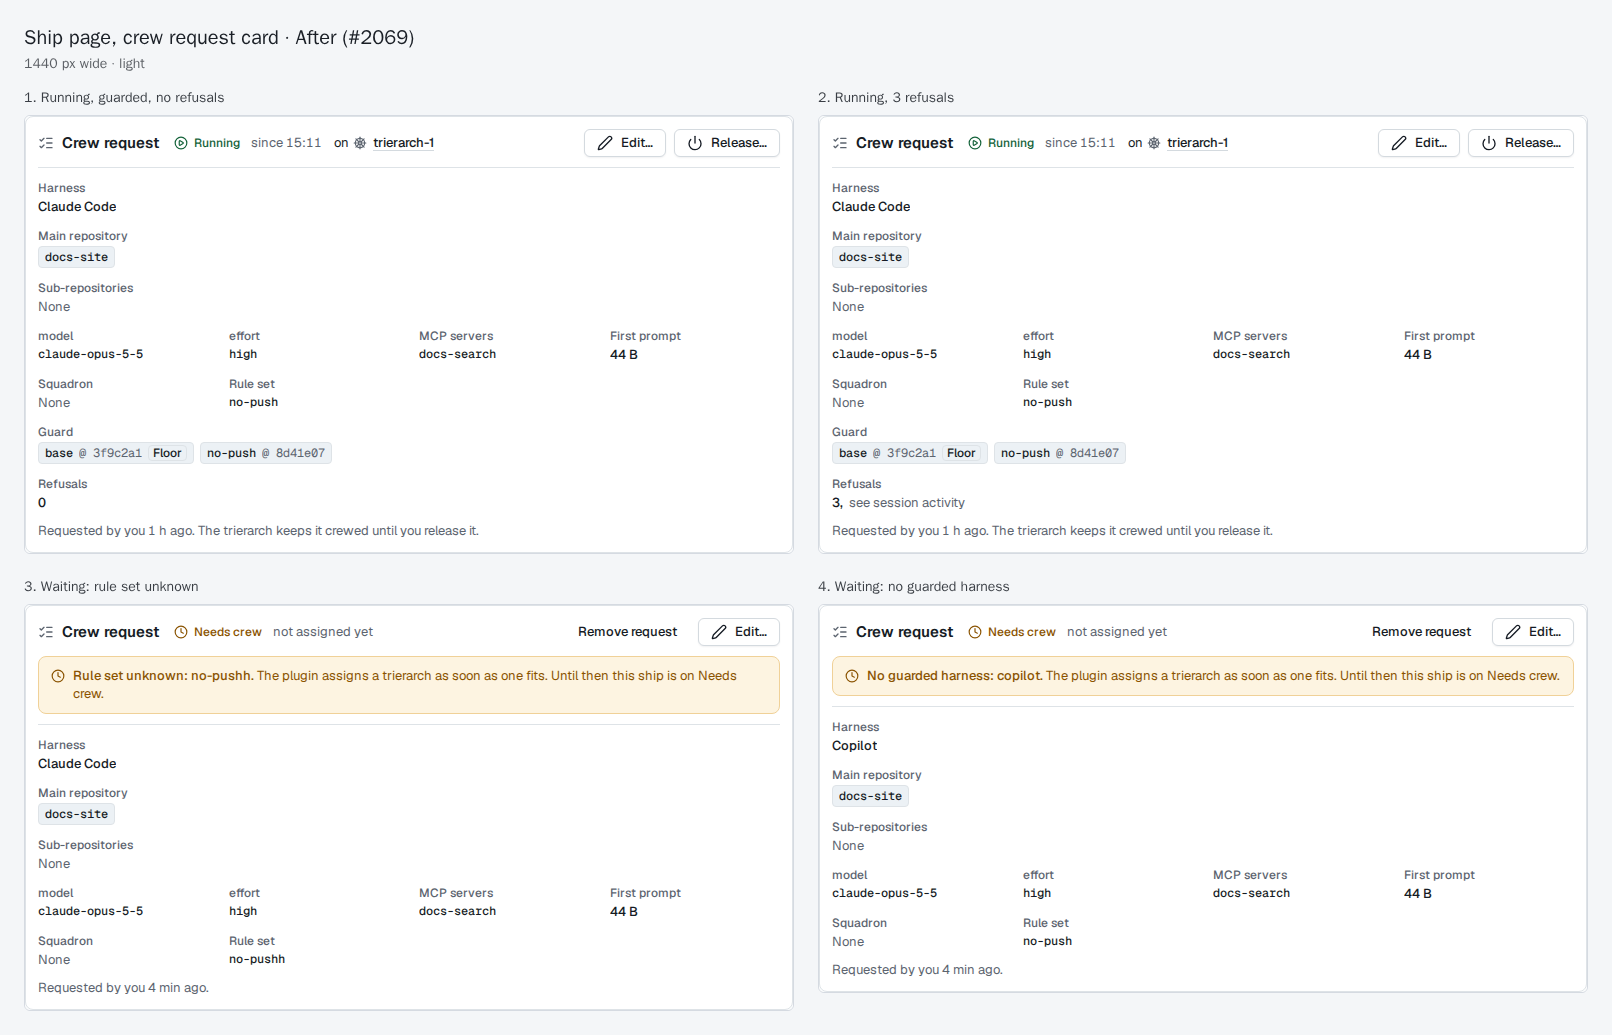 Ship page, crew request card · After (#2069)
1440 px wide · light
1. Running, guarded, no refusals
Crew request Running since 15:11 on trierarch-1 Edit… Release…
Harness
Claude Code
Main repository
docs-site
Sub-repositories
None
model effort MCP servers First prompt
claude-opus-5-5 high docs-search 44 B
Squadron Rule set
None no-push
Guard
base @ 3f9c2a1 Floor no-push @ 8d41e07
Refusals
0
Requested by you 1 h ago. The trierarch keeps it crewed until you release it.
2. Running, 3 refusals
Crew request Running since 15:11 on trierarch-1 Edit… Release…
Harness
Claude Code
Main repository
docs-site
Sub-repositories
None
model effort MCP servers First prompt
claude-opus-5-5 high docs-search 44 B
Squadron Rule set
None no-push
Guard
base @ 3f9c2a1 Floor no-push @ 8d41e07
Refusals
3, see session activity
Requested by you 1 h ago. The trierarch keeps it crewed until you release it.
3. Waiting: rule set unknown
Crew request Needs crew not assigned yet Remove request Edit…
Rule set unknown: no-pushh. The plugin assigns a trierarch as soon as one fits. Until then this ship is on Needs
crew.
Harness
Claude Code
Main repository
docs-site
Sub-repositories
None
model effort MCP servers First prompt
claude-opus-5-5 high docs-search 44 B
Squadron Rule set
None no-pushh
Requested by you 4 min ago.
4. Waiting: no guarded harness
Crew request Needs crew not assigned yet Remove request Edit…
No guarded harness: copilot. The plugin assigns a trierarch as soon as one fits. Until then this ship is on Needs crew.
Harness
Copilot
Main repository
docs-site
Sub-repositories
None
model effort MCP servers First prompt
claude-opus-5-5 high docs-search 44 B
Squadron Rule set
None no-push
Requested by you 4 min ago.